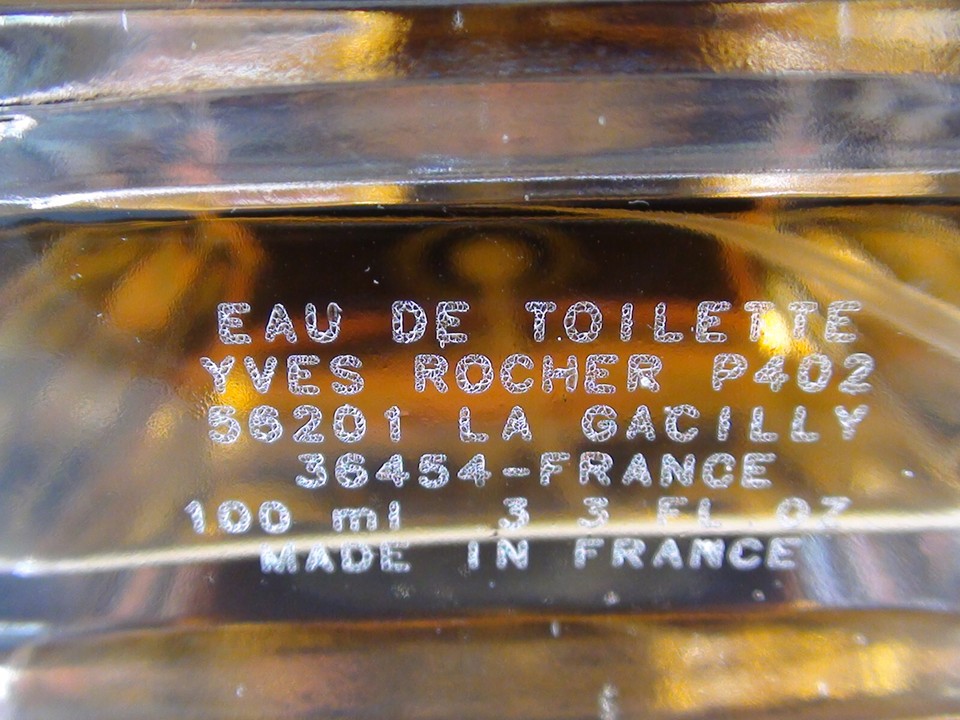 EAU DE TOILETTE
YVES ROCHER P402
56201 LA GACILLY
36454-FRANCE
100 ml 3 3 FL OZ
MADE IN FRANCE